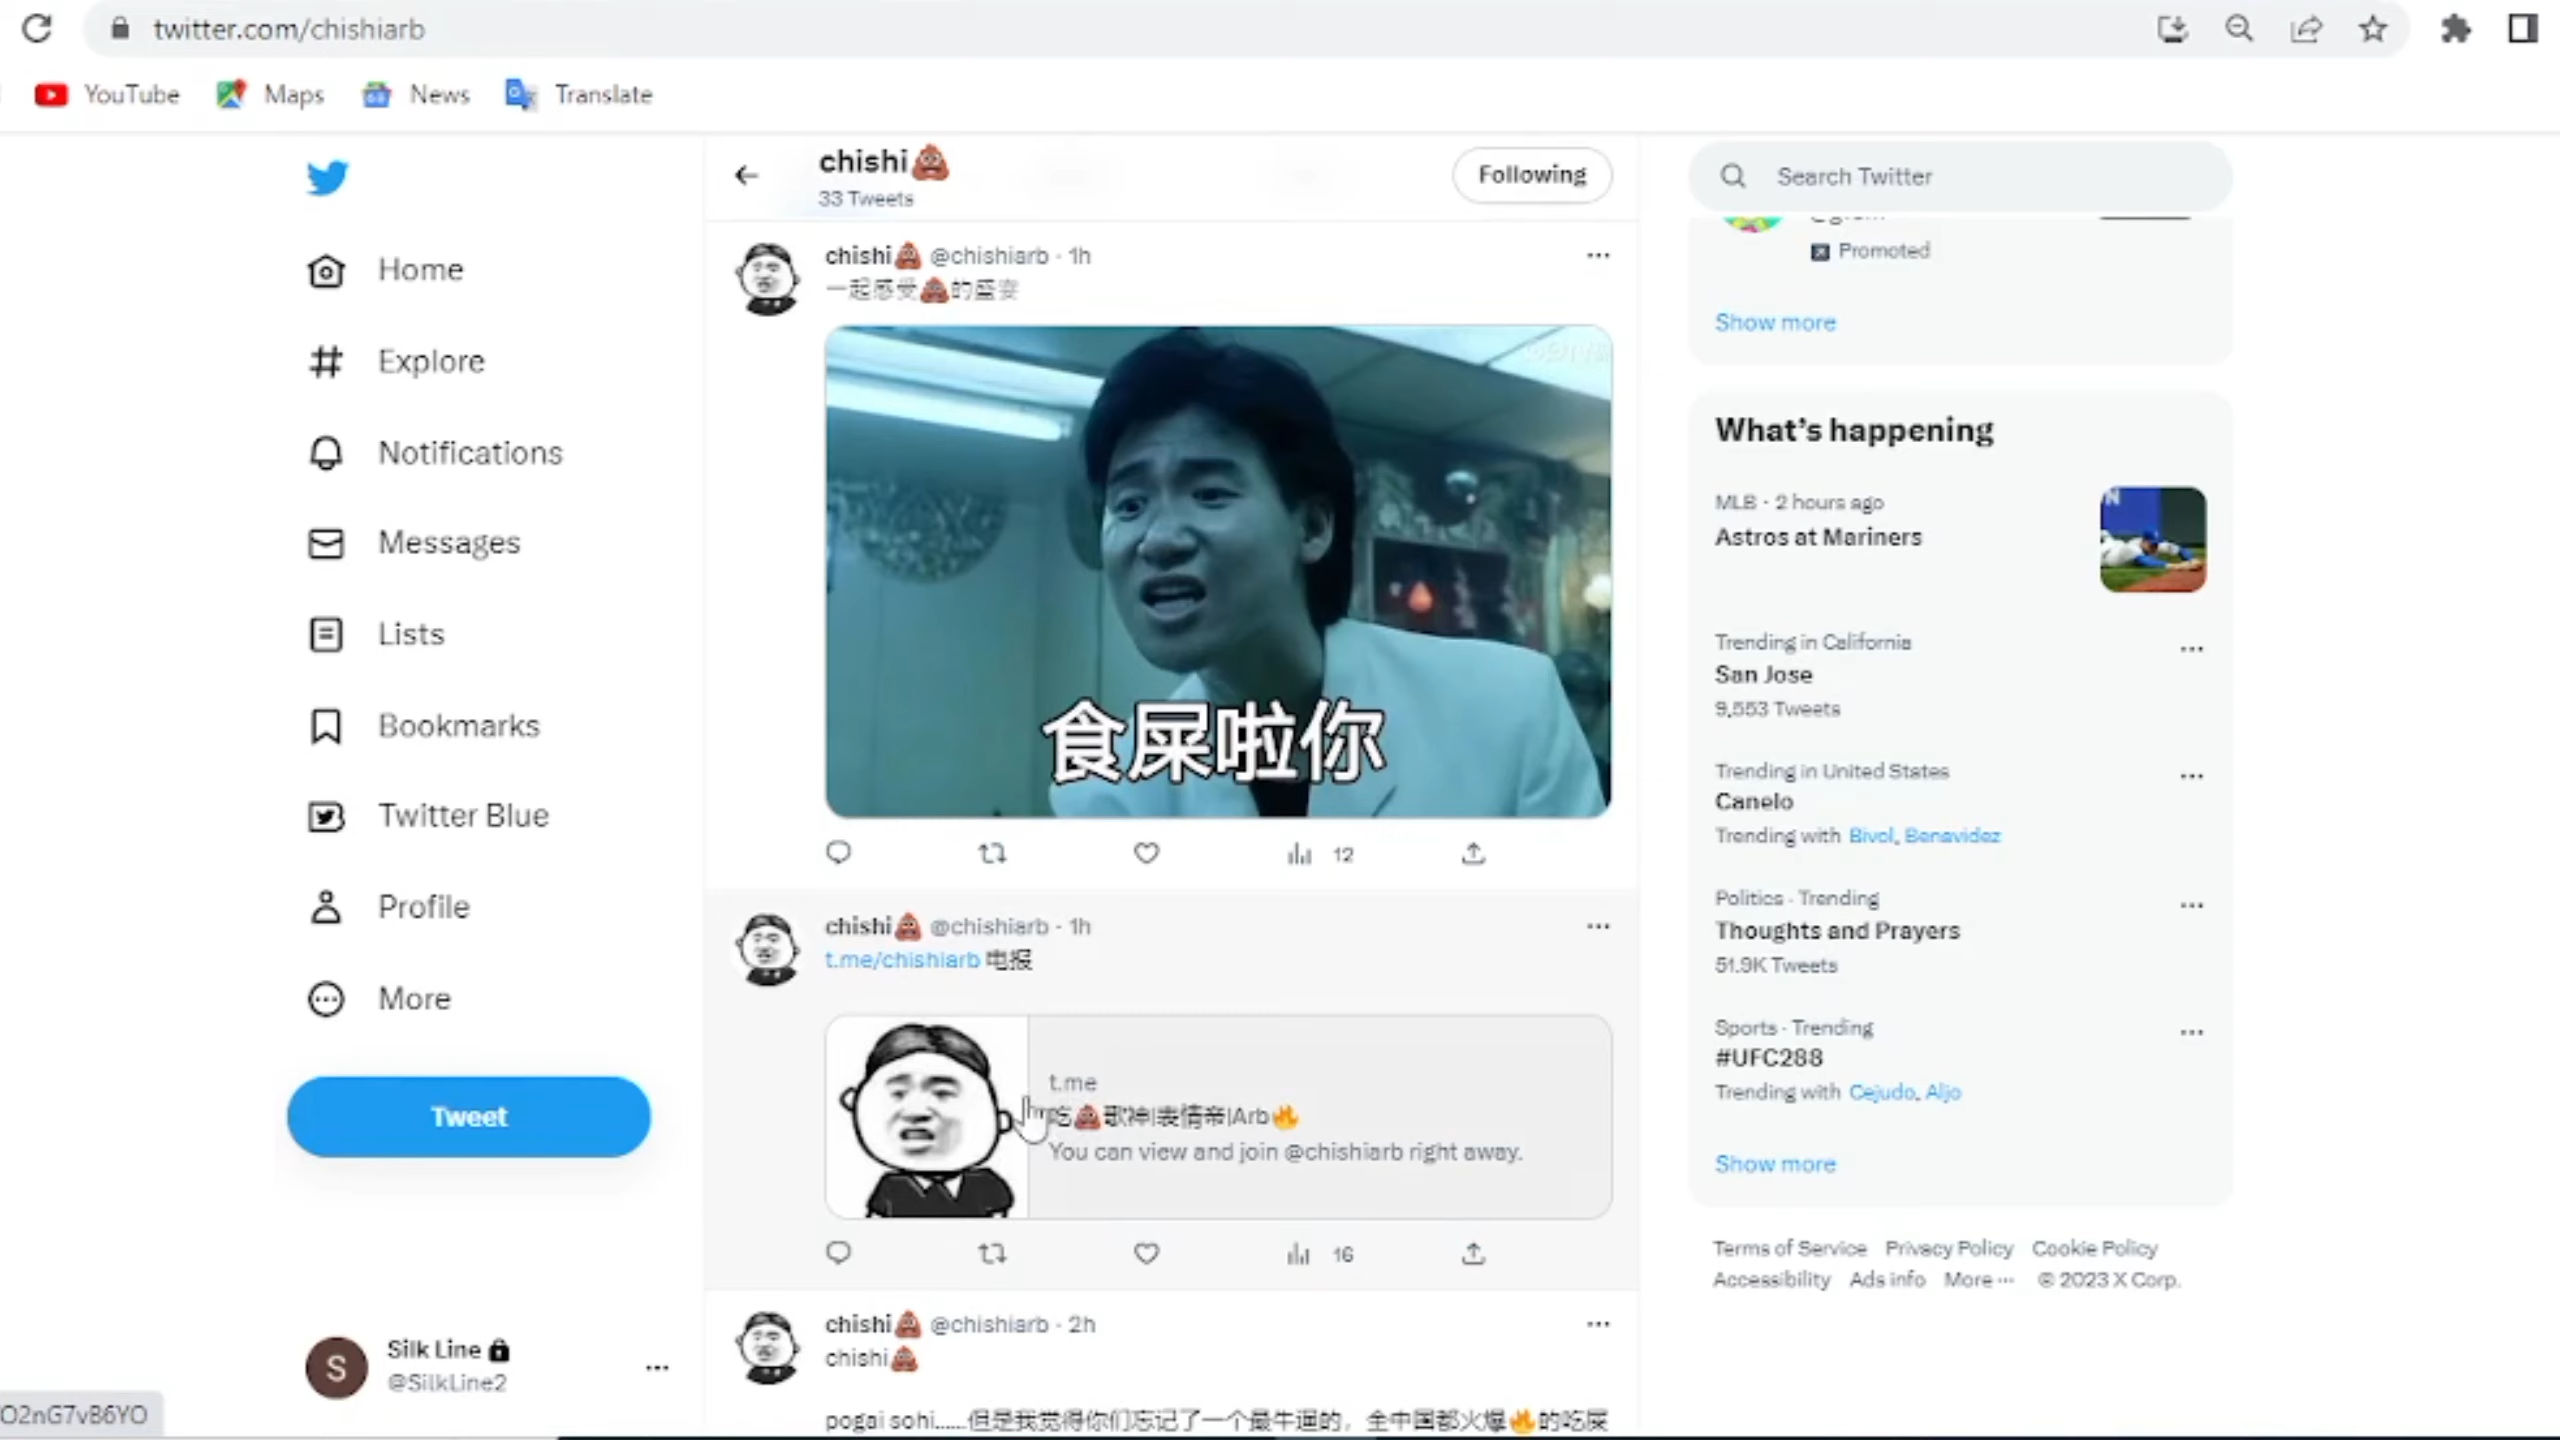 twitter.com/chishiarb
YouTube
Maps
News
Translate
Home
Explore
Notifications
Messages
Lists
Bookmarks
Twitter Blue
Profile
More
Tweet
Silk Line
@SilkLine2
O2nG7vB6YO
chishi💩
33 Tweets
Following
chishi💩 @chishiarb · 1h
一起感受💩的盛宴
食屎啦你
12
chishi💩 @chishiarb · 1h
t.me/chishiarb 电报
t.me
吃💩歌神|表情帝|Arb🔥
You can view and join @chishiarb right away.
16
chishi💩 @chishiarb · 2h
chishi💩
pogai sohi......但是我觉得你们忘记了一个最牛逼的，全中国都火爆🔥的吃屎
Search Twitter
Promoted
Show more
What's happening
MLB · 2 hours ago
Astros at Mariners
Trending in California
San Jose
9,553 Tweets
Trending in United States
Canelo
Trending with Bivol, Benavidez
Politics · Trending
Thoughts and Prayers
51.9K Tweets
Sports · Trending
#UFC288
Trending with Cejudo, Aljo
Show more
Terms of Service Privacy Policy Cookie Policy
Accessibility Ads info More ··· © 2023 X Corp.